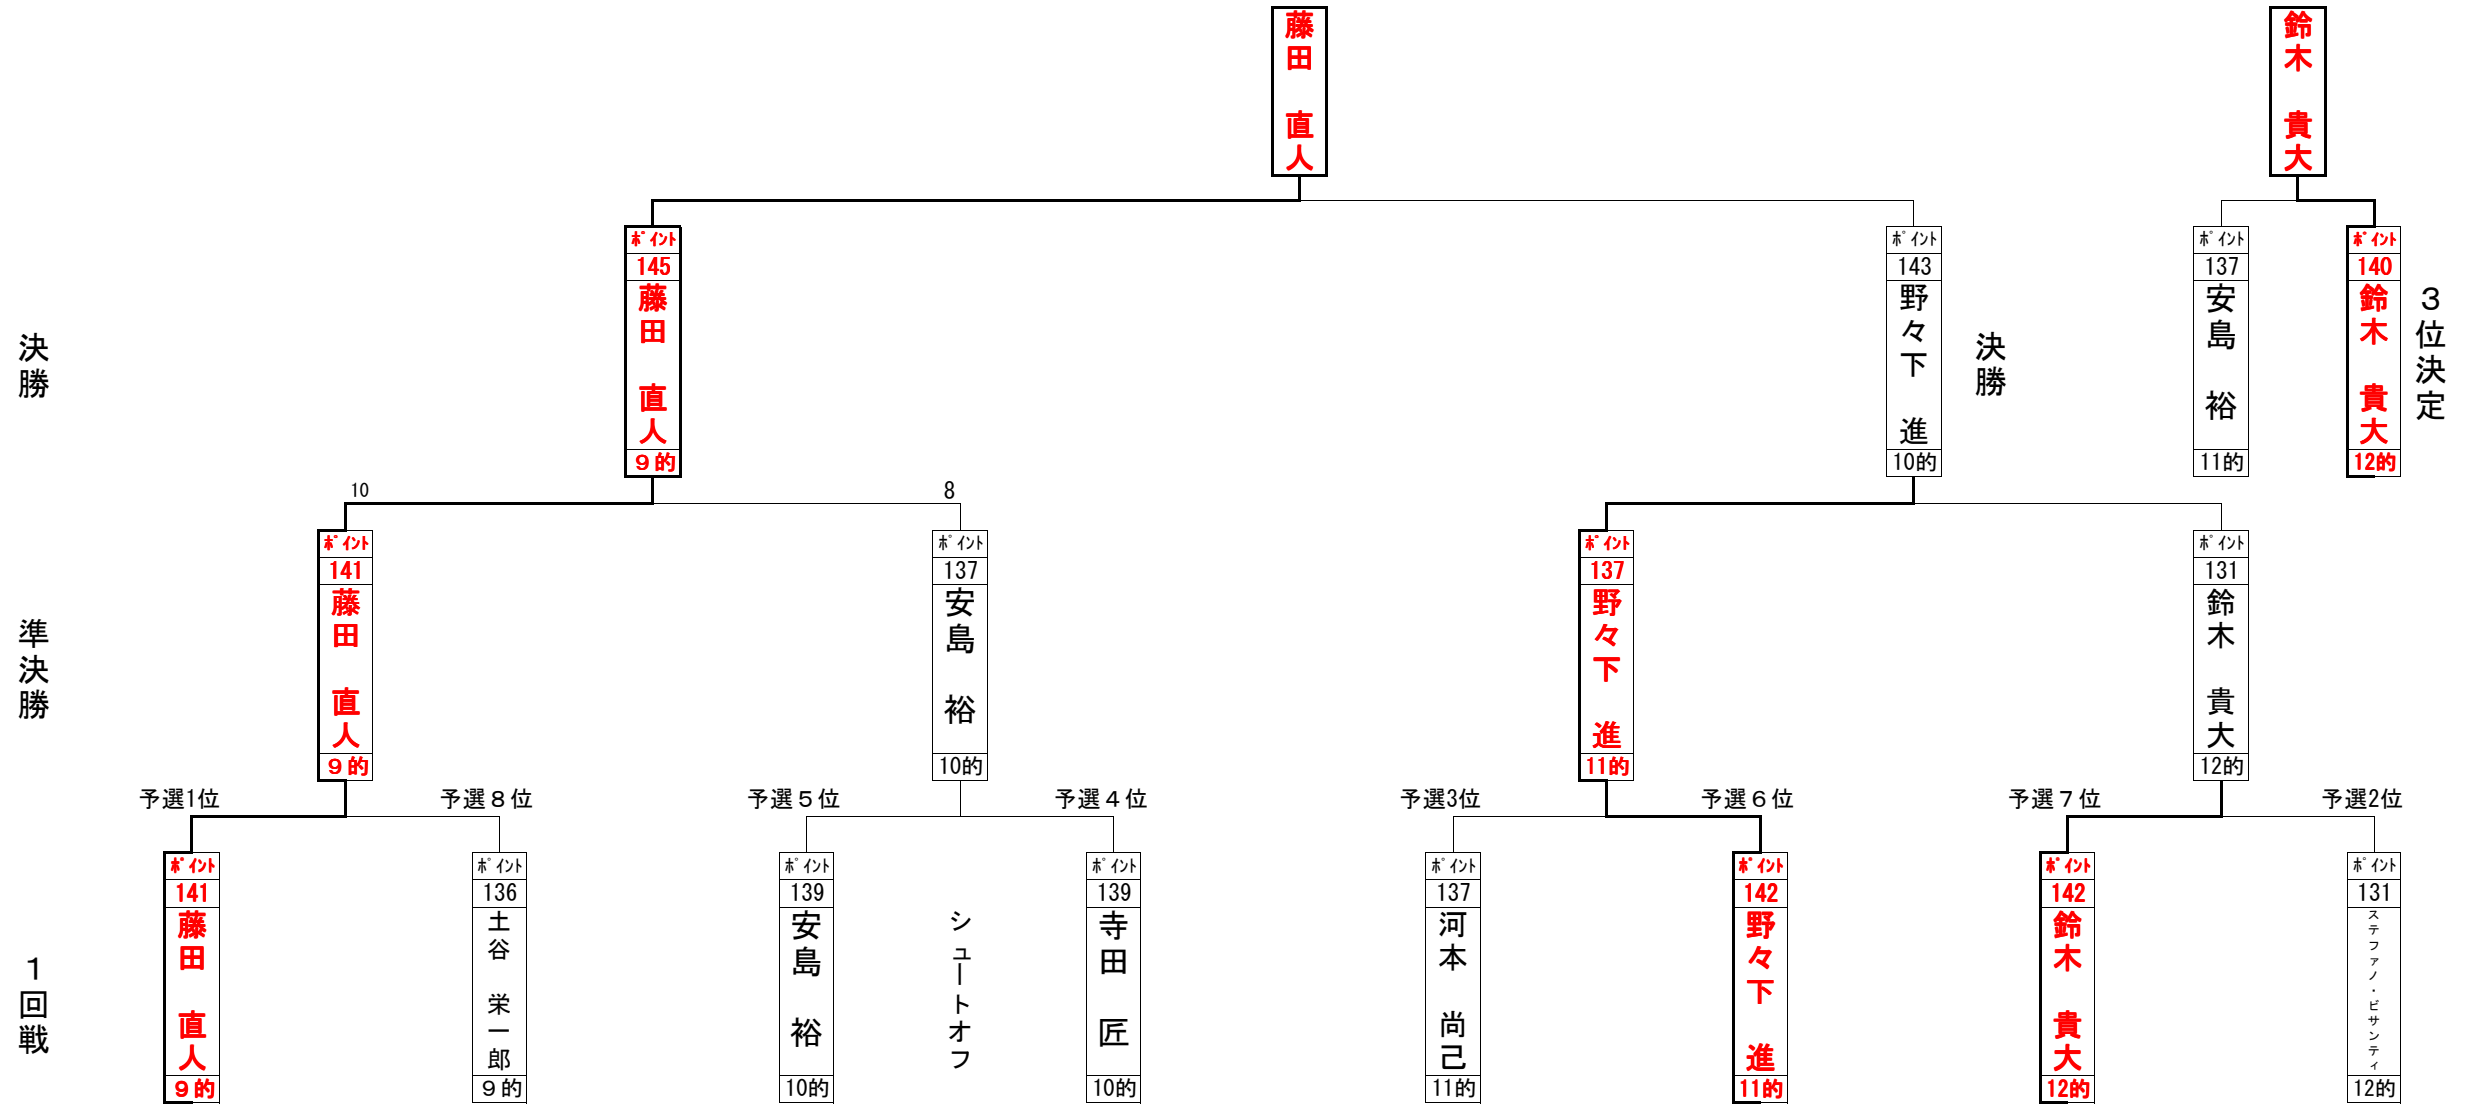 藤田　直人
鈴木　貴大
決勝
ﾎﾟｲﾝﾄ
145
藤田　直人
９的
ﾎﾟｲﾝﾄ
143
野々下　進
10的
決勝
ﾎﾟｲﾝﾄ
137
安島　裕
11的
ﾎﾟｲﾝﾄ
140
鈴木　貴大
12的
３位決定
10
8
準決勝
ﾎﾟｲﾝﾄ
141
藤田　直人
９的
ﾎﾟｲﾝﾄ
137
安島　裕
10的
ﾎﾟｲﾝﾄ
137
野々下　進
11的
ﾎﾟｲﾝﾄ
131
鈴木　貴大
12的
予選1位
予選８位
予選５位
予選４位
予選3位
予選６位
予選７位
予選2位
１回戦
ﾎﾟｲﾝﾄ
141
藤田　直人
９的
ﾎﾟｲﾝﾄ
136
土谷　栄一郎
９的
ﾎﾟｲﾝﾄ
139
安島　裕
10的
シュートオフ
ﾎﾟｲﾝﾄ
139
寺田　匠
10的
ﾎﾟｲﾝﾄ
137
河本　尚己
11的
ﾎﾟｲﾝﾄ
142
野々下　進
11的
ﾎﾟｲﾝﾄ
142
鈴木　貴大
12的
ﾎﾟｲﾝﾄ
131
ステファノ・ビサンティ
12的